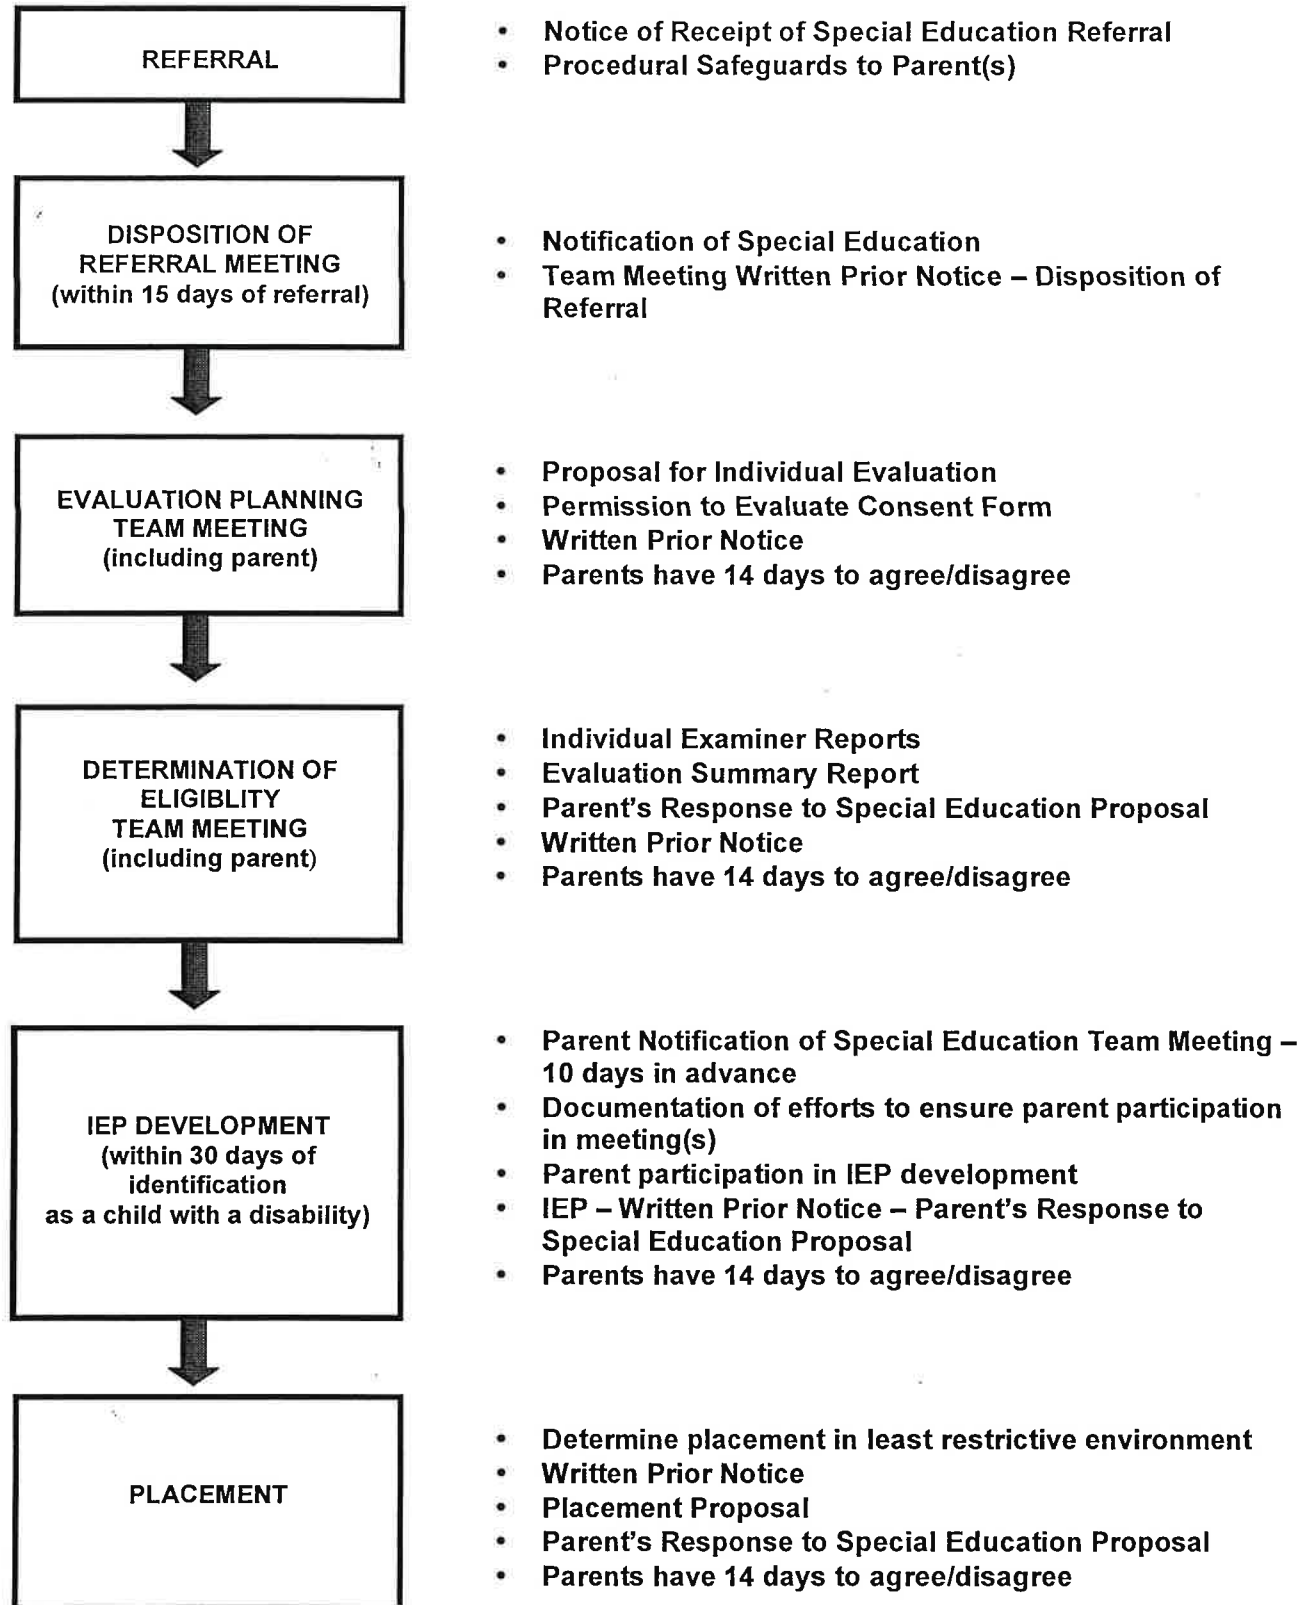 REFERRAL
• Notice of Receipt of Special Education Referral
• Procedural Safeguards to Parent(s)
DISPOSITION OF
REFERRAL MEETING
(within 15 days of referral)
• Notification of Special Education
• Team Meeting Written Prior Notice – Disposition of
Referral
EVALUATION PLANNING
TEAM MEETING
(including parent)
• Proposal for Individual Evaluation
• Permission to Evaluate Consent Form
• Written Prior Notice
• Parents have 14 days to agree/disagree
DETERMINATION OF
ELIGIBLITY
TEAM MEETING
(including parent)
• Individual Examiner Reports
• Evaluation Summary Report
• Parent's Response to Special Education Proposal
• Written Prior Notice
• Parents have 14 days to agree/disagree
IEP DEVELOPMENT
(within 30 days of
identification
as a child with a disability)
• Parent Notification of Special Education Team Meeting –
10 days in advance
• Documentation of efforts to ensure parent participation
in meeting(s)
• Parent participation in IEP development
• IEP – Written Prior Notice – Parent's Response to
Special Education Proposal
• Parents have 14 days to agree/disagree
PLACEMENT
• Determine placement in least restrictive environment
• Written Prior Notice
• Placement Proposal
• Parent's Response to Special Education Proposal
• Parents have 14 days to agree/disagree